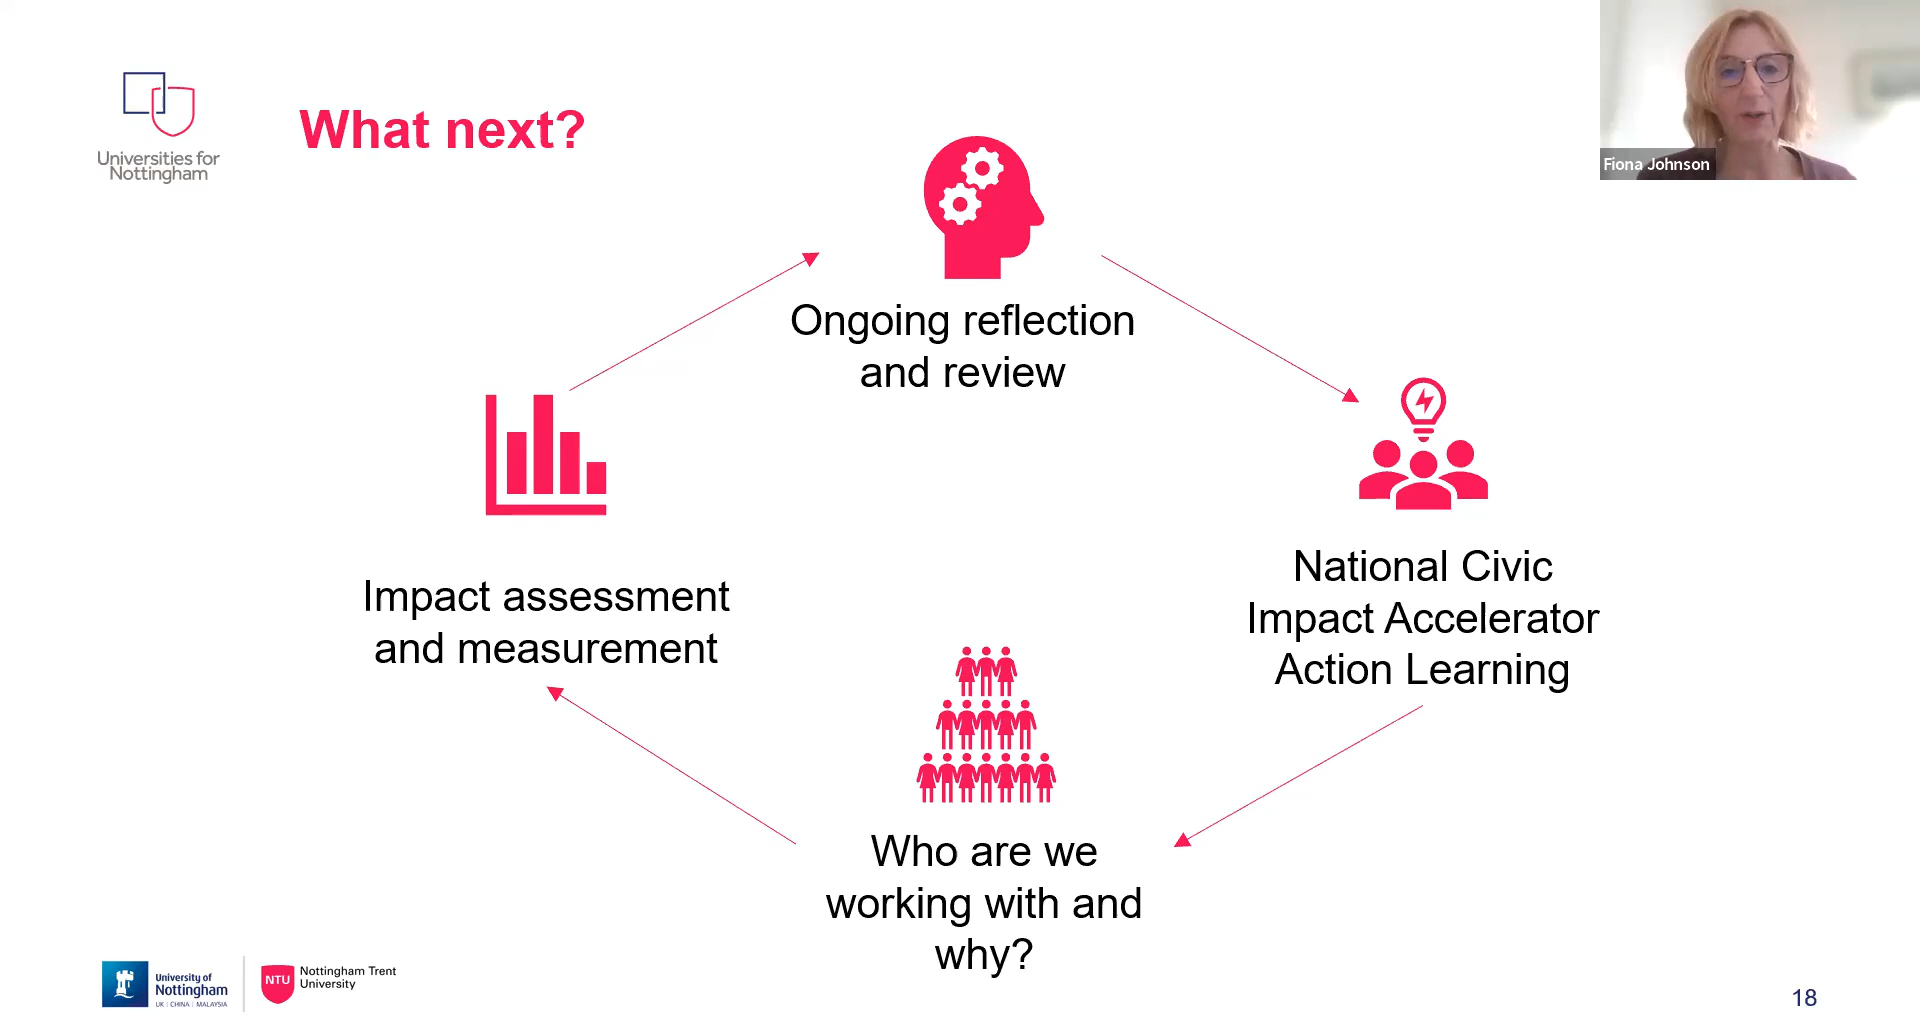 Universities for
Nottingham
What next?
Fiona Johnson
Ongoing reflection
and review
Impact assessment
and measurement
National Civic
Impact Accelerator
Action Learning
Who are we
working with and
why?
University of
Nottingham
UK | CHINA | MALAYSIA
NTU
Nottingham Trent
University
18